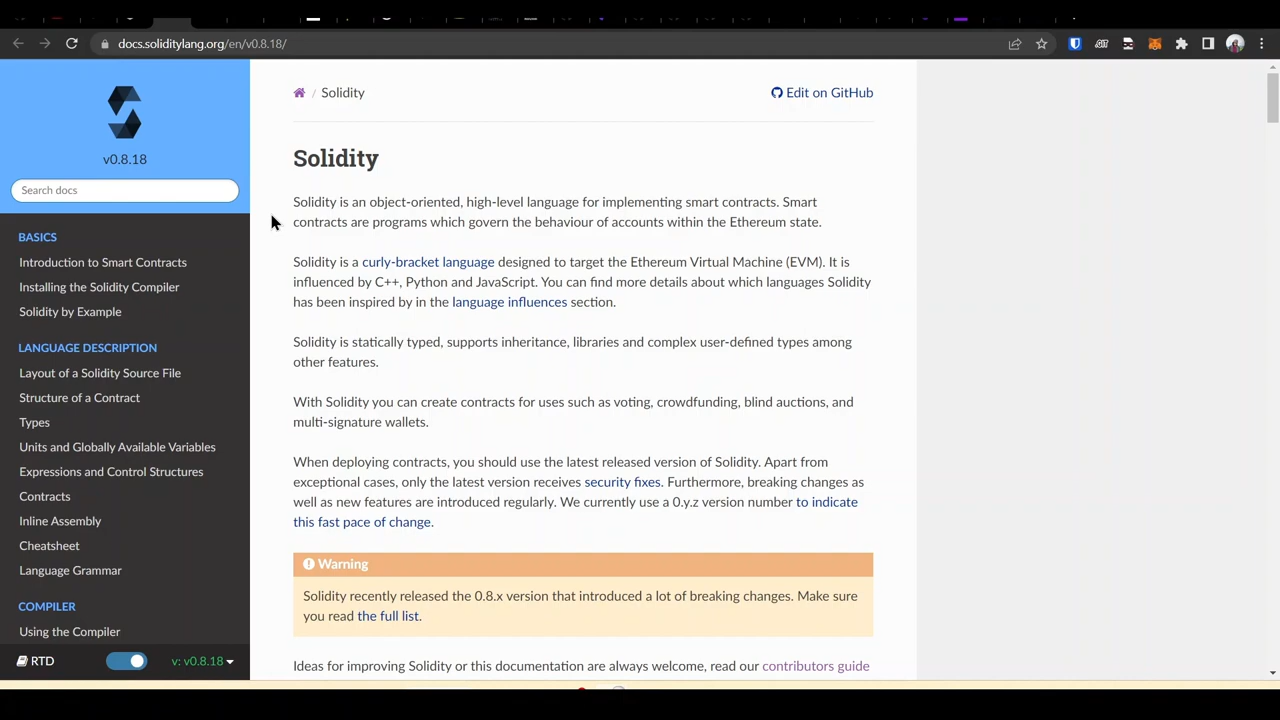 docs.soliditylang.org/en/v0.8.18/
v0.8.18
Search docs
BASICS
Introduction to Smart Contracts
Installing the Solidity Compiler
Solidity by Example
LANGUAGE DESCRIPTION
Layout of a Solidity Source File
Structure of a Contract
Types
Units and Globally Available Variables
Expressions and Control Structures
Contracts
Inline Assembly
Cheatsheet
Language Grammar
COMPILER
Using the Compiler
RTD
v: v0.8.18
/ Solidity
Edit on GitHub
Solidity
Solidity is an object-oriented, high-level language for implementing smart contracts. Smart
contracts are programs which govern the behaviour of accounts within the Ethereum state.
Solidity is a curly-bracket language designed to target the Ethereum Virtual Machine (EVM). It is
influenced by C++, Python and JavaScript. You can find more details about which languages Solidity
has been inspired by in the language influences section.
Solidity is statically typed, supports inheritance, libraries and complex user-defined types among
other features.
With Solidity you can create contracts for uses such as voting, crowdfunding, blind auctions, and
multi-signature wallets.
When deploying contracts, you should use the latest released version of Solidity. Apart from
exceptional cases, only the latest version receives security fixes. Furthermore, breaking changes as
well as new features are introduced regularly. We currently use a 0.y.z version number to indicate
this fast pace of change.
Warning
Solidity recently released the 0.8.x version that introduced a lot of breaking changes. Make sure
you read the full list.
Ideas for improving Solidity or this documentation are always welcome, read our contributors guide